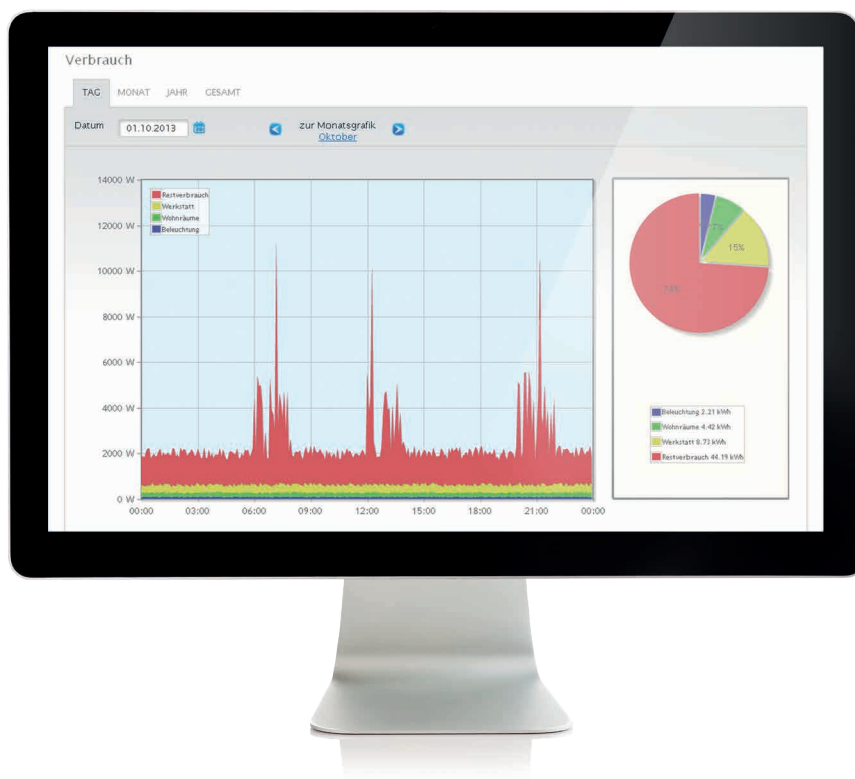 Verbrauch
TAG MONAT JAHR GESAMT
Datum 01.10.2013 zur Monatsgrafik
Oktober
14000 W
12000 W
10000 W
8000 W
6000 W
4000 W
2000 W
0 W
Restverbrauch
Werkstatt
Wohnräume
Beleuchtung
00:00 03:00 06:00 09:00 12:00 15:00 18:00 21:00 00:00
7%
15%
74%
Beleuchtung 2.21 kWh
Wohnräume 4.42 kWh
Werkstatt 8.73 kWh
Restverbrauch 44.19 kWh